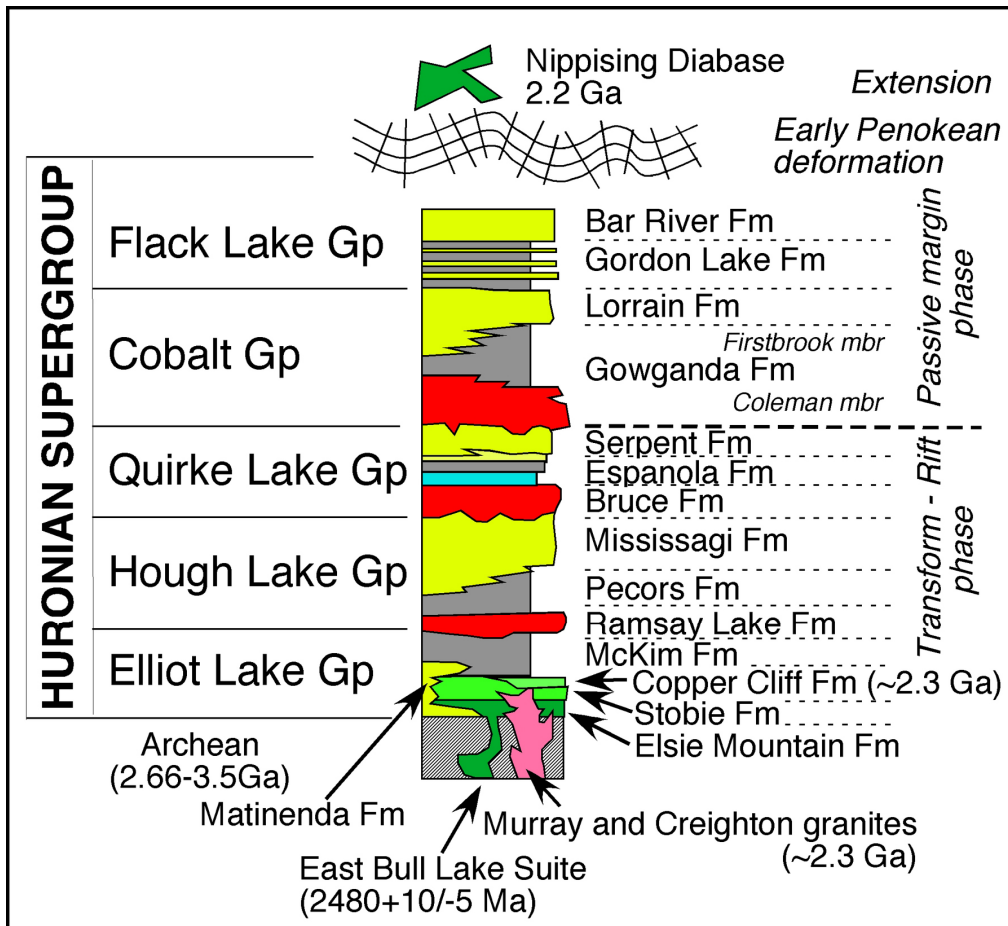 Nippising Diabase
2.2 Ga
Extension
Early Penokean
deformation
HURONIAN SUPERGROUP
Flack Lake Gp
Cobalt Gp
Quirke Lake Gp
Hough Lake Gp
Elliot Lake Gp
Bar River Fm
Gordon Lake Fm
Lorrain Fm
Firstbrook mbr
Gowganda Fm
Coleman mbr
Serpent Fm
Espanola Fm
Bruce Fm
Mississagi Fm
Pecors Fm
Ramsay Lake Fm
McKim Fm
Copper Cliff Fm (~2.3 Ga)
Stobie Fm
Elsie Mountain Fm
Passive margin
phase
Transform - Rift
phase
Archean
(2.66-3.5Ga)
Matinenda Fm
Murray and Creighton granites
(~2.3 Ga)
East Bull Lake Suite
(2480+10/-5 Ma)